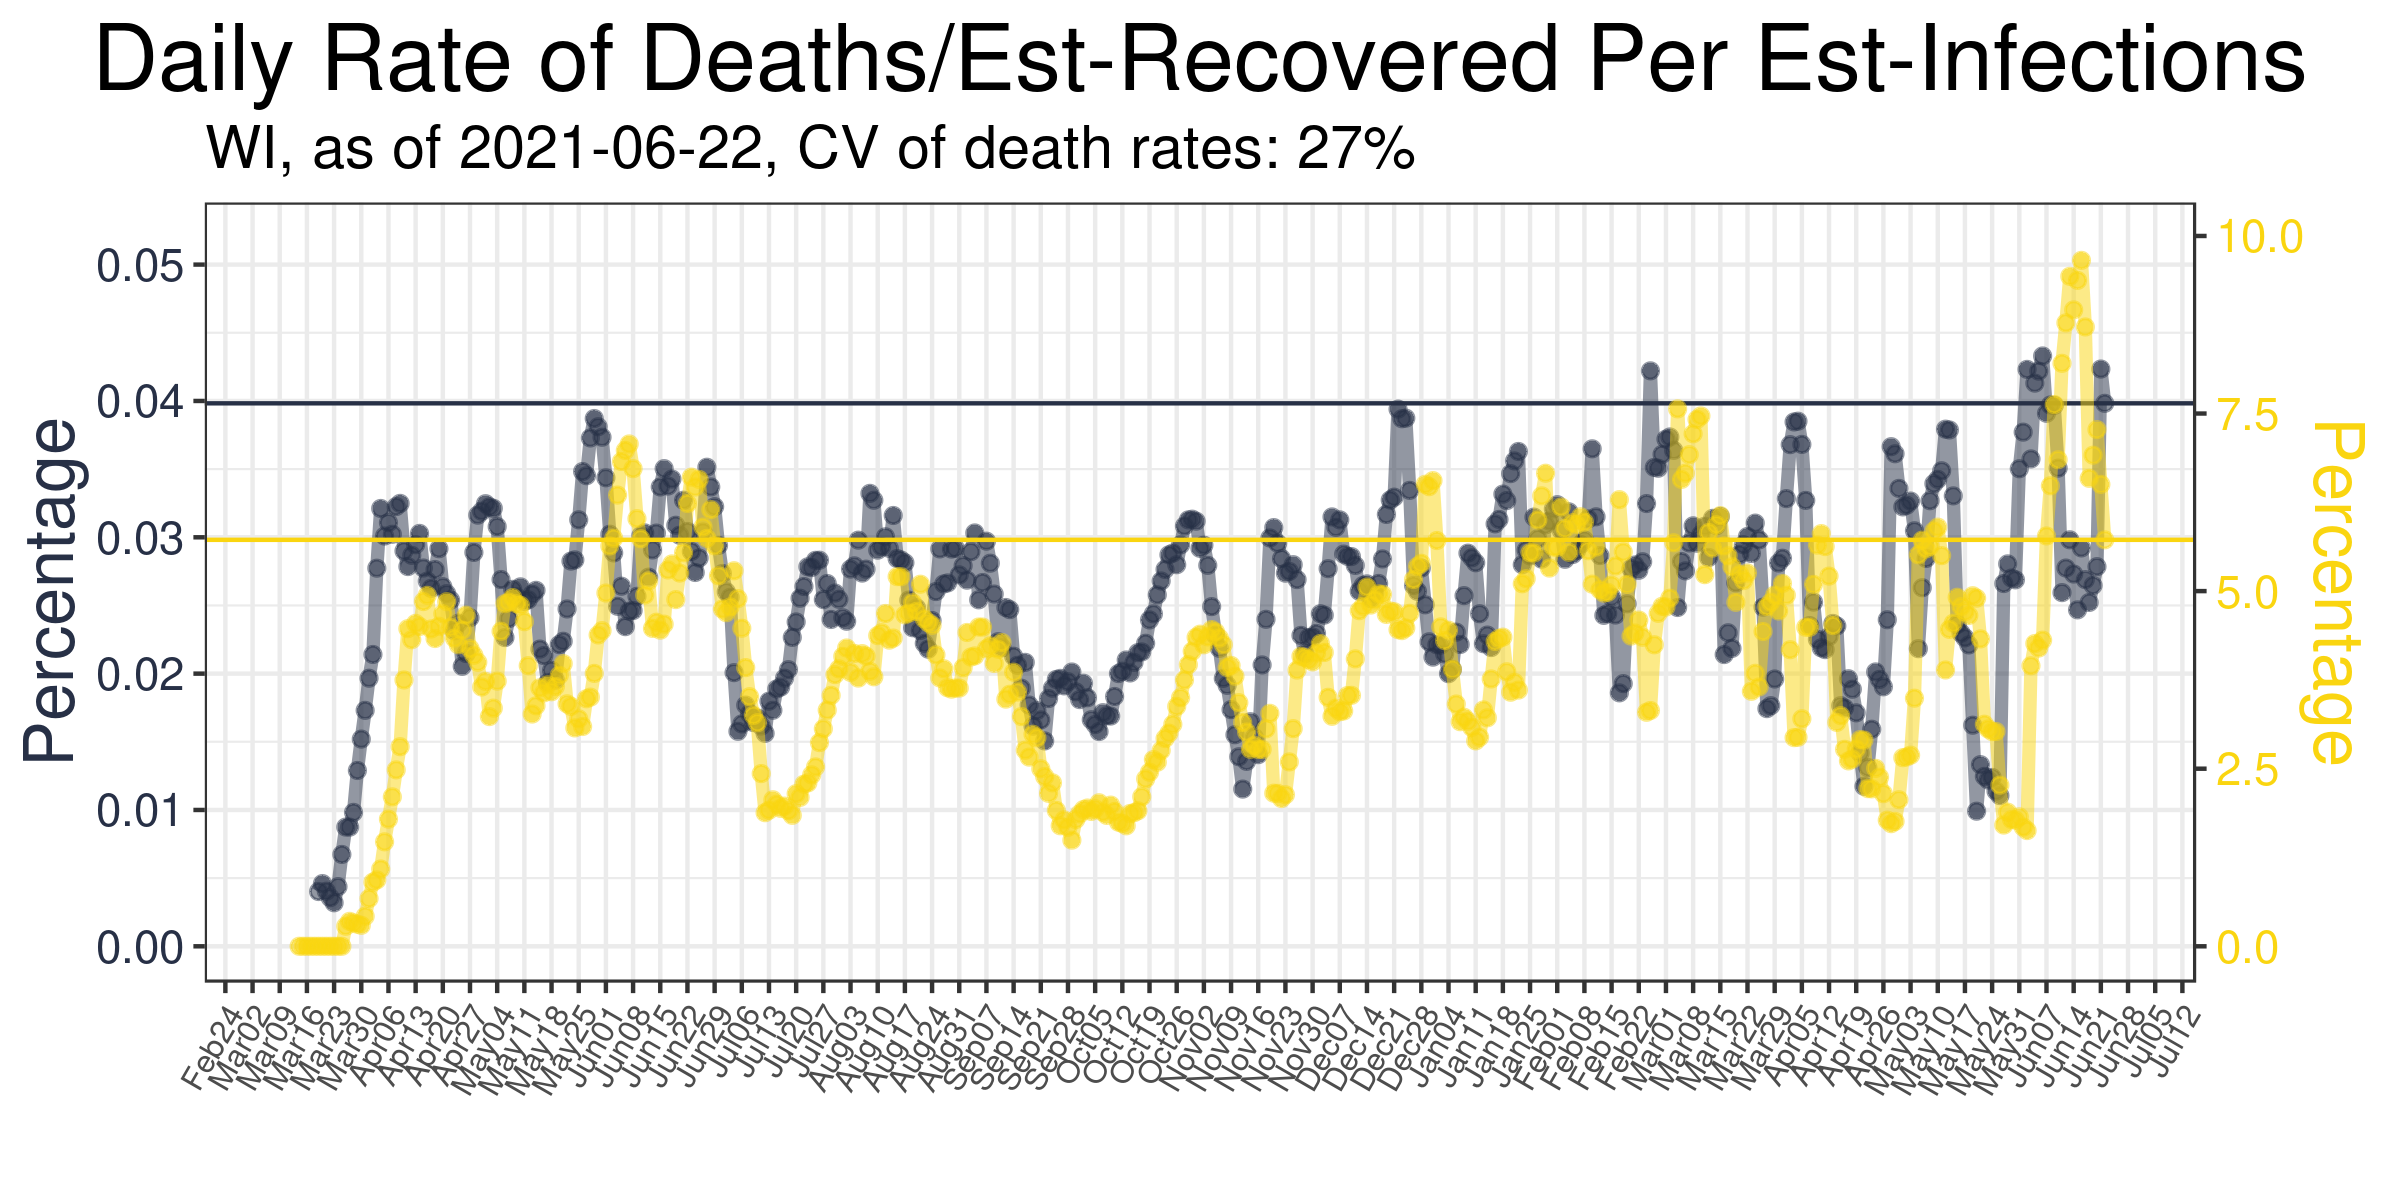 Daily Rate of Deaths/Est-Recovered Per Est-Infections
WI, as of 2021-06-22, CV of death rates: 27%
Percentage
0.05
0.04
0.03
0.02
0.01
0.00
10.0
7.5
5.0
2.5
0.0
Percentage
Feb24
Mar02
Mar09
Mar16
Mar23
Mar30
Apr06
Apr13
Apr20
Apr27
May04
May11
May18
May25
Jun01
Jun08
Jun15
Jun22
Jun29
Jul06
Jul13
Jul20
Jul27
Aug03
Aug10
Aug17
Aug24
Aug31
Sep07
Sep14
Sep21
Sep28
Oct05
Oct12
Oct19
Oct26
Nov02
Nov09
Nov16
Nov23
Nov30
Dec07
Dec14
Dec21
Dec28
Jan04
Jan11
Jan18
Jan25
Feb01
Feb08
Feb15
Feb22
Mar01
Mar08
Mar15
Mar22
Mar29
Apr05
Apr12
Apr19
Apr26
May03
May10
May17
May24
May31
Jun07
Jun14
Jun21
Jun28
Jul05
Jul12